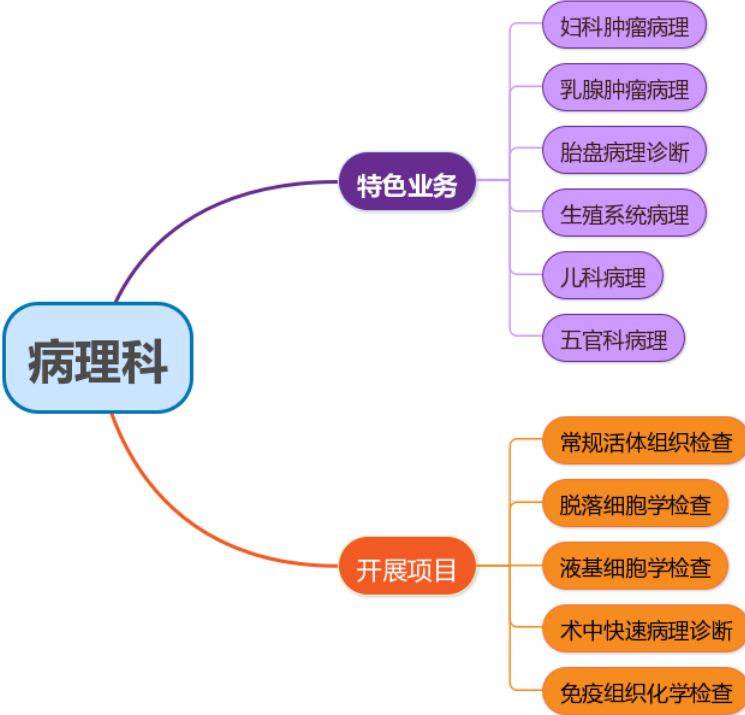 病理科
特色业务
妇科肿瘤病理
乳腺肿瘤病理
胎盘病理诊断
生殖系统病理
儿科病理
五官科病理
开展项目
常规活体组织检查
脱落细胞学检查
液基细胞学检查
术中快速病理诊断
免疫组织化学检查